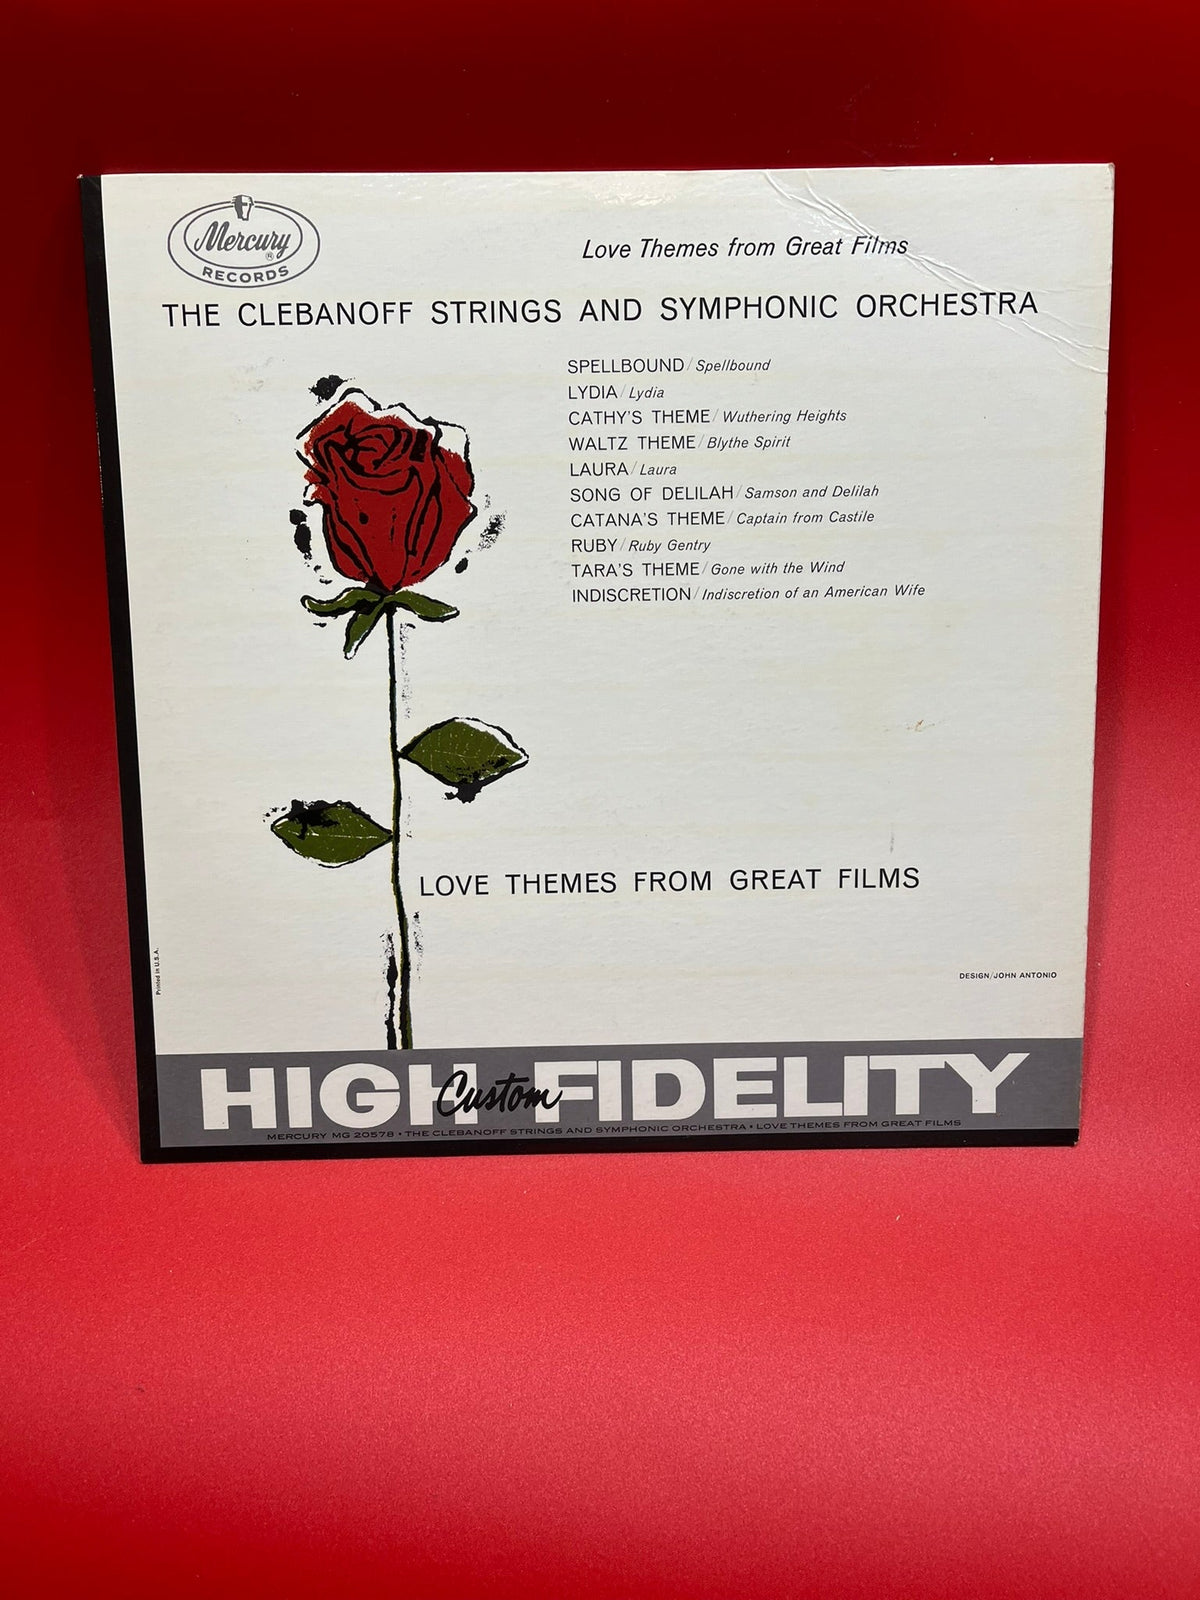 Mercury
®
RECORDS
Love Themes from Great Films
THE CLEBANOFF STRINGS AND SYMPHONIC ORCHESTRA
SPELLBOUND/Spellbound
LYDIA/Lydia
CATHY'S THEME/Wuthering Heights
WALTZ THEME/Blythe Spirit
LAURA/Laura
SONG OF DELILAH/Samson and Delilah
CATANA'S THEME/Captain from Castile
RUBY/Ruby Gentry
TARA'S THEME/Gone with the Wind
INDISCRETION/Indiscretion of an American Wife
LOVE THEMES FROM GREAT FILMS
Printed in U.S.A.
DESIGN/JOHN ANTONIO
HIGH Custom FIDELITY
MERCURY MG 20578 • THE CLEBANOFF STRINGS AND SYMPHONIC ORCHESTRA • LOVE THEMES FROM GREAT FILMS